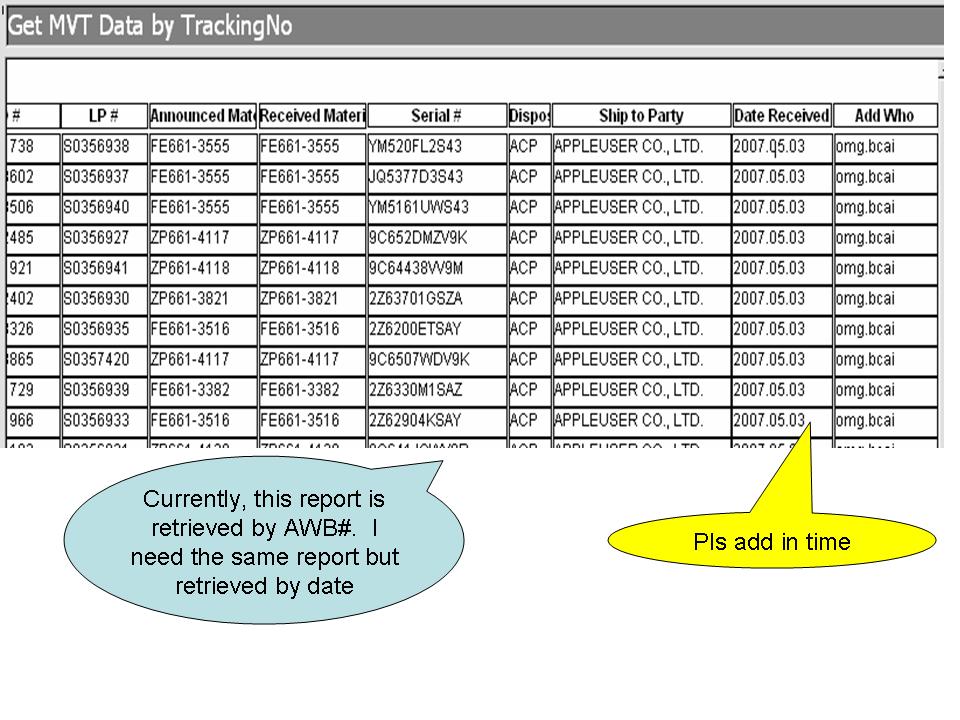 Get MVT Data by TrackingNo
# LP # Announced Mat Received Materi Serial # Dispo Ship to Party Date Received Add Who
738 S0356938 FE661-3555 FE661-3555 YM520FL2S43 ACP APPLEUSER CO., LTD. 2007.05.03 omg.bcai
602 S0356937 FE661-3555 FE661-3555 JQ5377D3S43 ACP APPLEUSER CO., LTD. 2007.05.03 omg.bcai
506 S0356940 FE661-3555 FE661-3555 YM5161UWS43 ACP APPLEUSER CO., LTD. 2007.05.03 omg.bcai
485 S0356927 ZP661-4117 ZP661-4117 9C652DMZV9K ACP APPLEUSER CO., LTD. 2007.05.03 omg.bcai
921 S0356941 ZP661-4118 ZP661-4118 9C64438VV9M ACP APPLEUSER CO., LTD. 2007.05.03 omg.bcai
402 S0356930 ZP661-3821 ZP661-3821 2Z63701GSZA ACP APPLEUSER CO., LTD. 2007.05.03 omg.bcai
326 S0356935 FE661-3516 FE661-3516 2Z6200ETSAY ACP APPLEUSER CO., LTD. 2007.05.03 omg.bcai
865 S0357420 ZP661-4117 ZP661-4117 9C6507WDV9K ACP APPLEUSER CO., LTD. 2007.05.03 omg.bcai
729 S0356939 FE661-3382 FE661-3382 2Z6330M1SAZ ACP APPLEUSER CO., LTD. 2007.05.03 omg.bcai
966 S0356933 FE661-3516 FE661-3516 2Z62904KSAY ACP APPLEUSER CO., LTD. 2007.05.03 omg.bcai
Currently, this report is
retrieved by AWB#. I
need the same report but
retrieved by date
Pls add in time